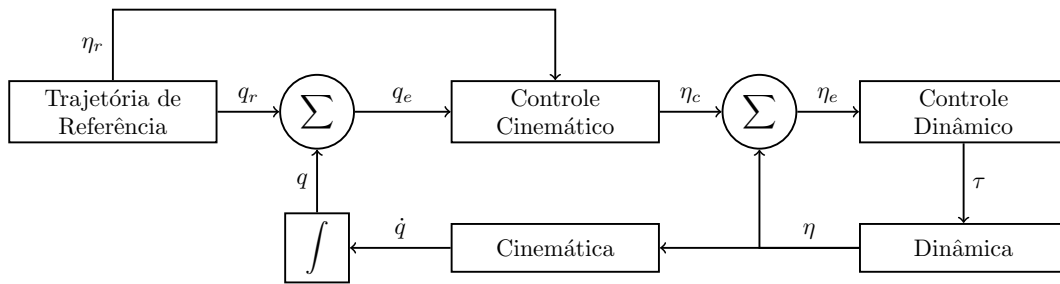 η_r
Trajetória de
Referência
q_r
∑
q_e
Controle
Cinemático
η_c
∑
η_e
Controle
Dinâmico
q
τ
∫
q̇
Cinemática
η
Dinâmica